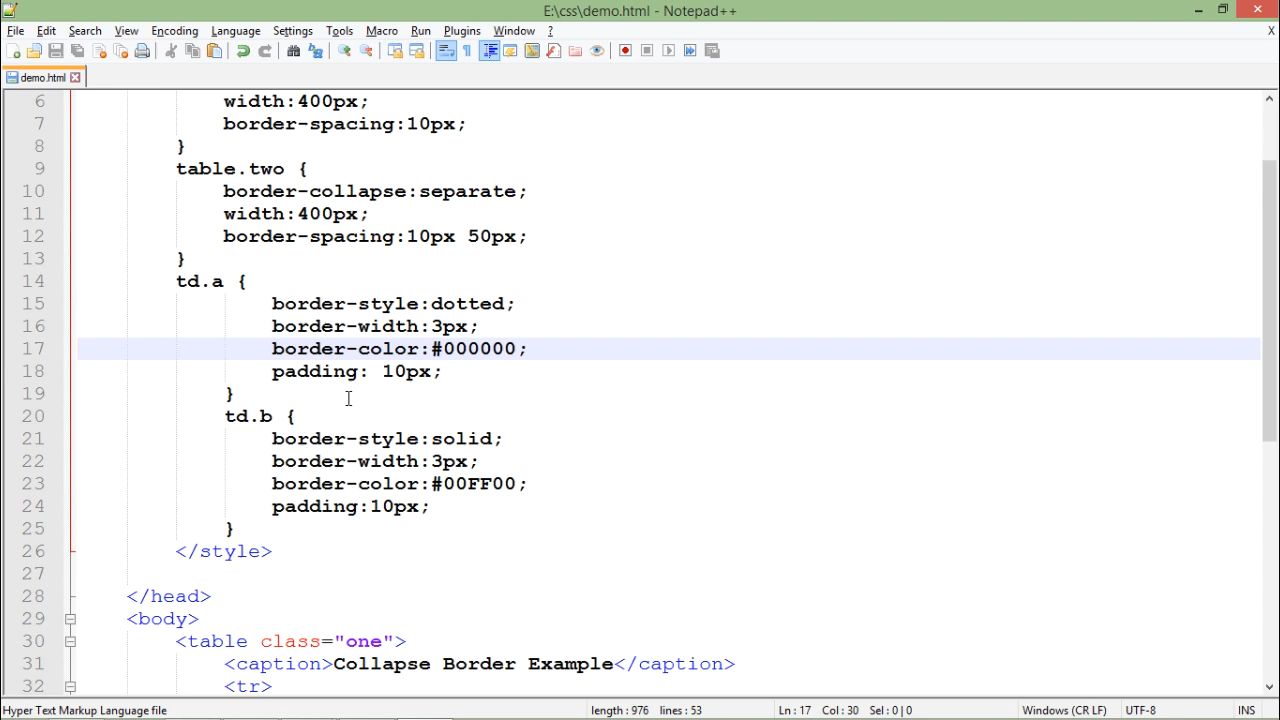 E:\css\demo.html - Notepad++
File Edit Search View Encoding Language Settings Tools Macro Run Plugins Window ? X
demo.html
6 width:400px;
7 border-spacing:10px;
8 }
9 table.two {
10 border-collapse:separate;
11 width:400px;
12 border-spacing:10px 50px;
13 }
14 td.a {
15 border-style:dotted;
16 border-width:3px;
17 border-color:#000000;
18 padding: 10px;
19 }
20 td.b {
21 border-style:solid;
22 border-width:3px;
23 border-color:#00FF00;
24 padding:10px;
25 }
26 </style>
27
28 </head>
29 <body>
30 <table class="one">
31 <caption>Collapse Border Example</caption>
32 <tr>
Hyper Text Markup Language file length : 976 lines : 53 Ln : 17 Col : 30 Sel : 0 | 0 Windows (CR LF) UTF-8 INS